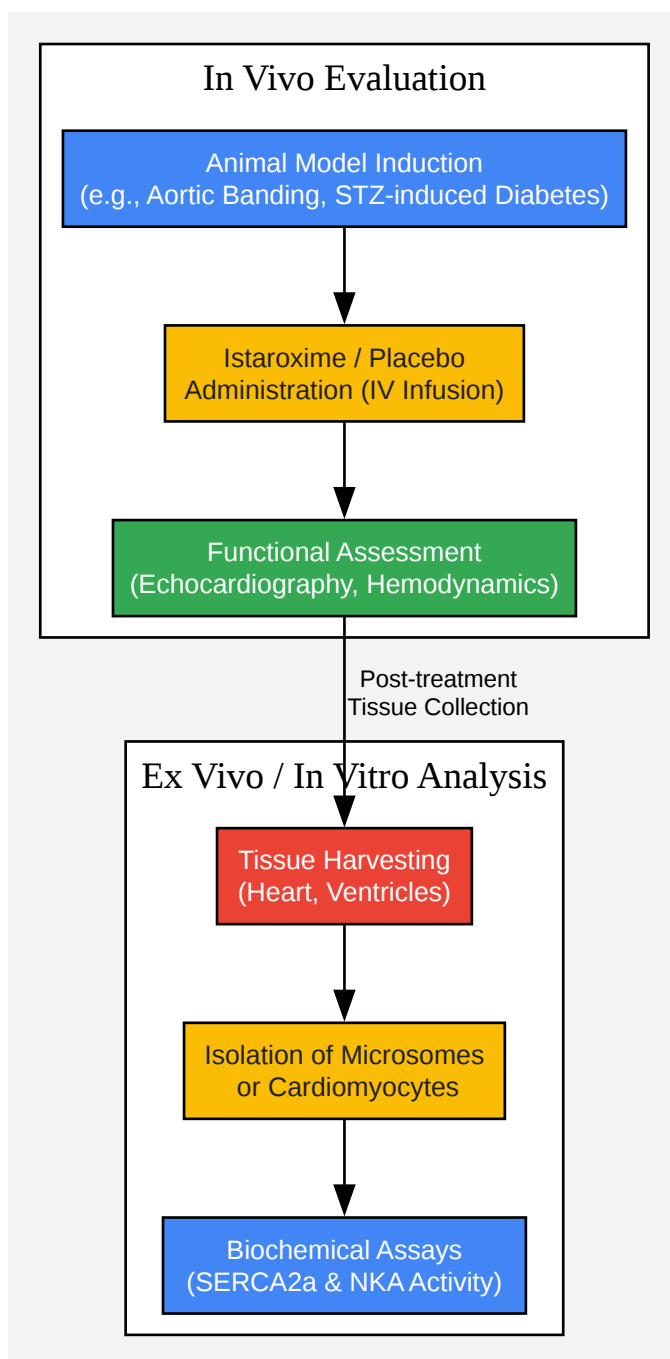 In Vivo Evaluation
Animal Model Induction
(e.g., Aortic Banding, STZ-induced Diabetes)
Istaroxime / Placebo
Administration (IV Infusion)
Functional Assessment
(Echocardiography, Hemodynamics)
Post-treatment
Tissue Collection
Ex Vivo / In Vitro Analysis
Tissue Harvesting
(Heart, Ventricles)
Isolation of Microsomes
or Cardiomyocytes
Biochemical Assays
(SERCA2a & NKA Activity)